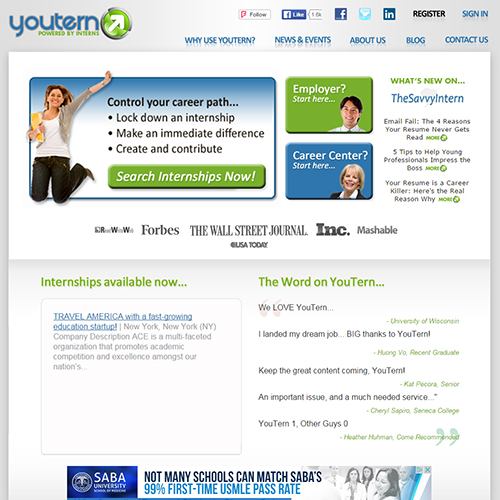 youtern
POWERED BY INTERNS
Follow
Like
1.6k
REGISTER
SIGN IN
WHY USE YOUTERN?
NEWS & EVENTS
ABOUT US
BLOG
CONTACT US
Control your career path...
• Lock down an internship
• Make an immediate difference
• Create and contribute
Search Internships Now!
Employer?
Start here...
Career Center?
Start here...
WHAT'S NEW ON...
TheSavvyIntern
Email Fail: The 4 Reasons
Your Resume Never Gets
Read MORE
5 Tips to Help Young
Professionals Impress the
Boss MORE
Your Resume is a Career
Killer: Here's the Real
Reason Why MORE
Forbes
THE WALL STREET JOURNAL.
Inc.
Mashable
USA TODAY
Internships available now...
TRAVEL AMERICA with a fast-growing
education startup! | New York, New York (NY)
Company Description ACE is a multi-faceted
organization that promotes academic
competition and excellence amongst our
nation's...
The Word on YouTern...
We LOVE YouTern...
- University of Wisconsin
I landed my dream job... BIG thanks to YouTern!
- Huong Vo, Recent Graduate
Keep the great content coming, YouTern!
- Kat Pecora, Senior
An important issue, and a much needed service..."
- Cheryl Spiro, Seneca College
YouTern 1, Other Guys 0
- Heather Huhman, Come Recommended
SABA
UNIVERSITY
SCHOOL OF MEDICINE
NOT MANY SCHOOLS CAN MATCH SABA'S
99% FIRST-TIME USMLE PASS RATE